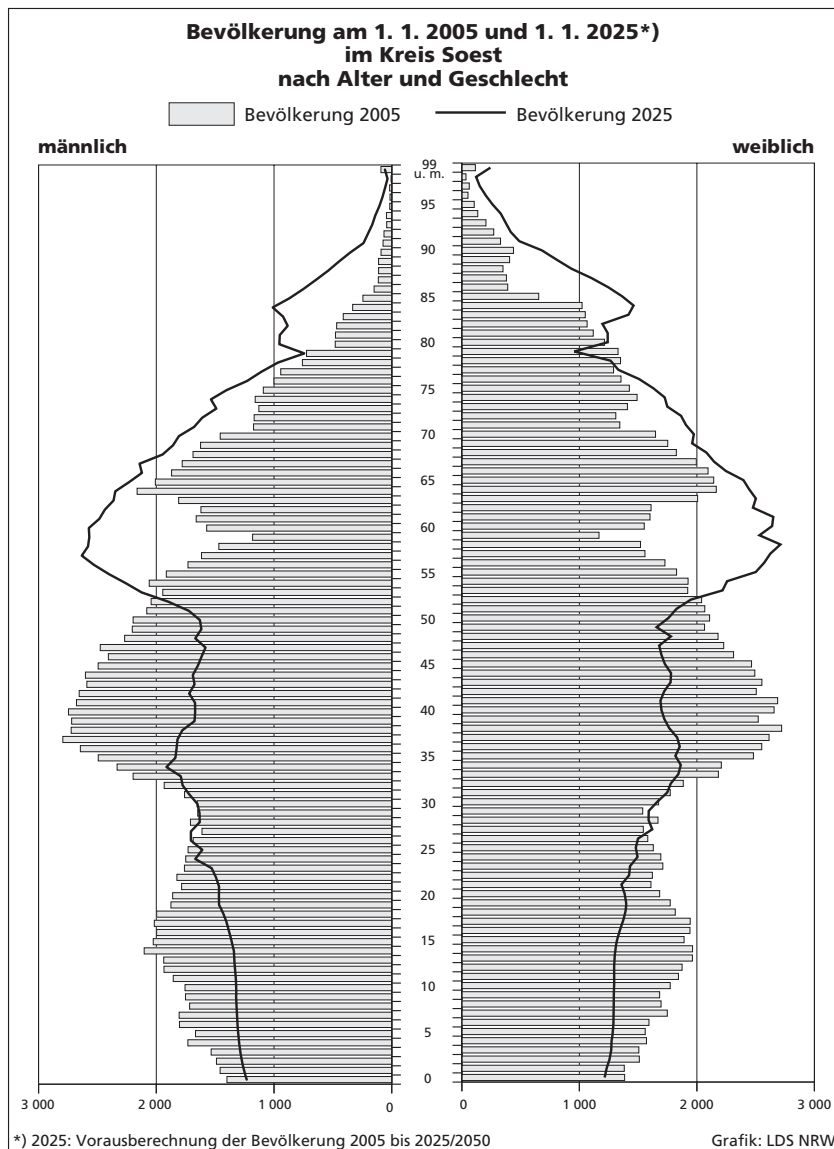 Bevölkerung am 1. 1. 2005 und 1. 1. 2025*)
im Kreis Soest
nach Alter und Geschlecht
Bevölkerung 2005 Bevölkerung 2025
männlich weiblich
99
u. m.
95
90
85
80
75
70
65
60
55
50
45
40
35
30
25
20
15
10
5
0
3 000 2 000 1 000 0 0 1 000 2 000 3 000
*) 2025: Vorausberechnung der Bevölkerung 2005 bis 2025/2050 Grafik: LDS NRW